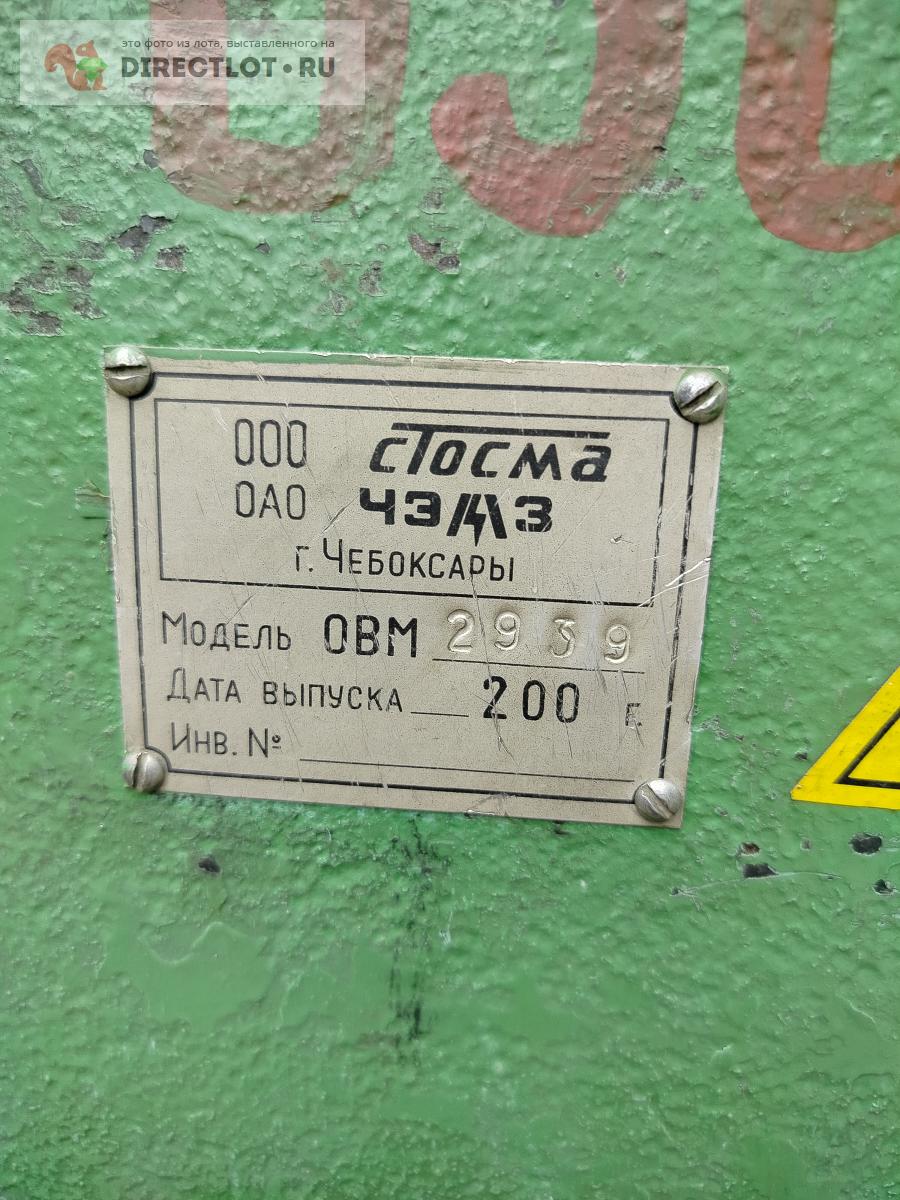 это фото из лота, выставленного на
DIRECTLOT.RU
ООО СТОСМА
ОАО ЧЭАЗ
г. Чебоксары
Модель ОВМ 2939
Дата выпуска 200 г.
Инв. №